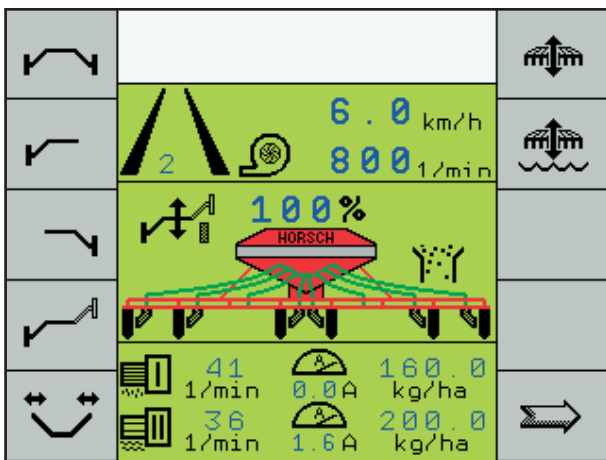 6.0 km/h
2
800 1/min
100%
HORSCH
41 1/min 0.0A 160.0 kg/ha
36 1/min 1.6A 200.0 kg/ha